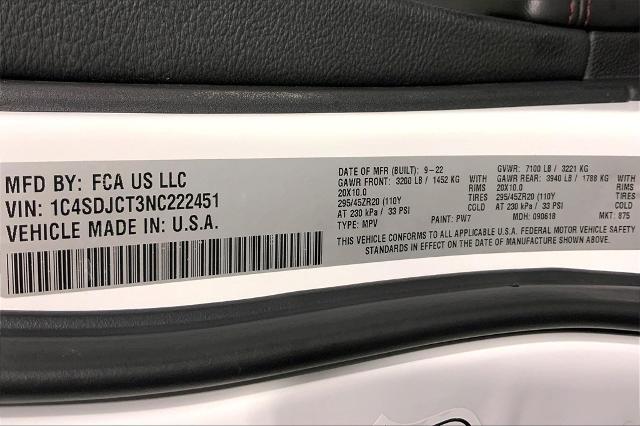 MFD BY: FCA US LLC
VIN: 1C4SDJCT3NC222451
VEHICLE MADE IN: U.S.A.
DATE OF MFR (BUILT): 9-22 GVWR: 7100 LB / 3221 KG
GAWR FRONT: 3200 LB / 1452 KG WITH GAWR REAR: 3940 LB / 1788 KG WITH
20X10.0 RIMS 20X10.0 RIMS
295/45ZR20 (110Y TIRES 295/45ZR20 (110Y TIRES
AT 230 kPa / 33 PSI COLD AT 230 kPa / 33 PSI COLD
TYPE: MPV PAINT: PW7 MDH: 090618 MKT: 875
THIS VEHICLE CONFORMS TO ALL APPLICABLE U.S.A. FEDERAL MOTOR VEHICLE SAFETY
STANDARDS IN EFFECT ON THE DATE OF MANUFACTURE SHOWN ABOVE.